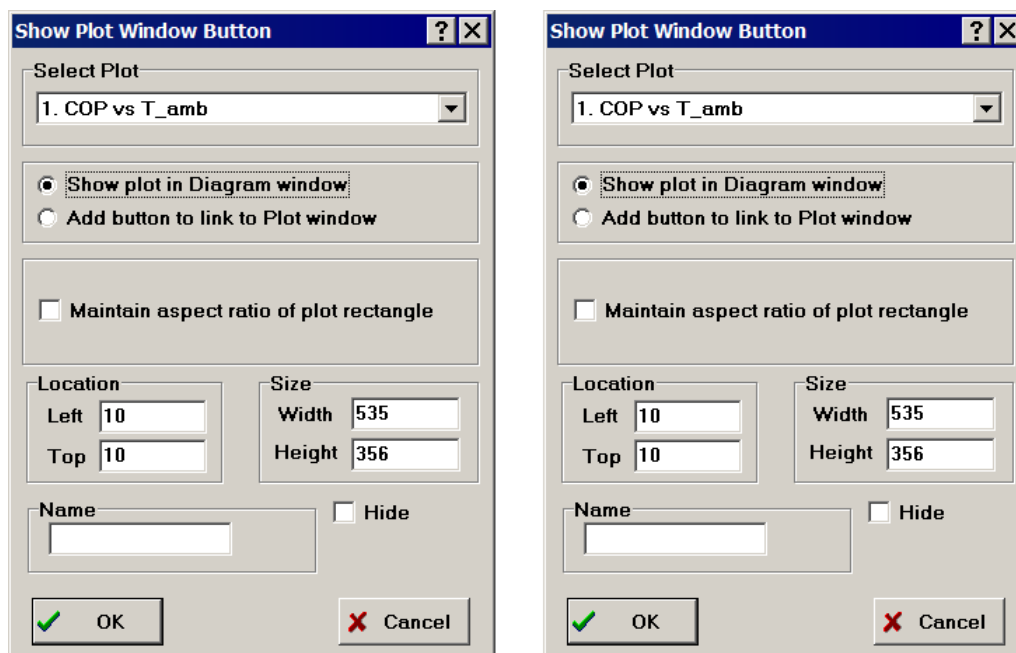 Show Plot Window Button
Select Plot
1. COP vs T_amb
Show plot in Diagram window
Add button to link to Plot window
Maintain aspect ratio of plot rectangle
Location
Left 10
Top 10
Size
Width 535
Height 356
Name
Hide
OK
Cancel
Show Plot Window Button
Select Plot
1. COP vs T_amb
Show plot in Diagram window
Add button to link to Plot window
Maintain aspect ratio of plot rectangle
Location
Left 10
Top 10
Size
Width 535
Height 356
Name
Hide
OK
Cancel